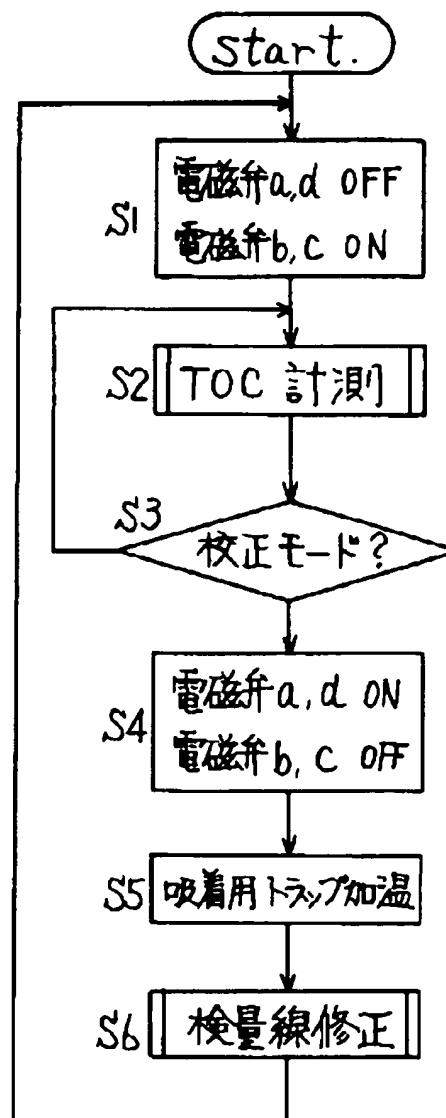 start.
S1
電磁弁a,d OFF
電磁弁b,c ON
S2
TOC 計測
S3
校正モード?
S4
電磁弁a,d ON
電磁弁b,c OFF
S5
吸着用トラップ加温
S6
検量線修正